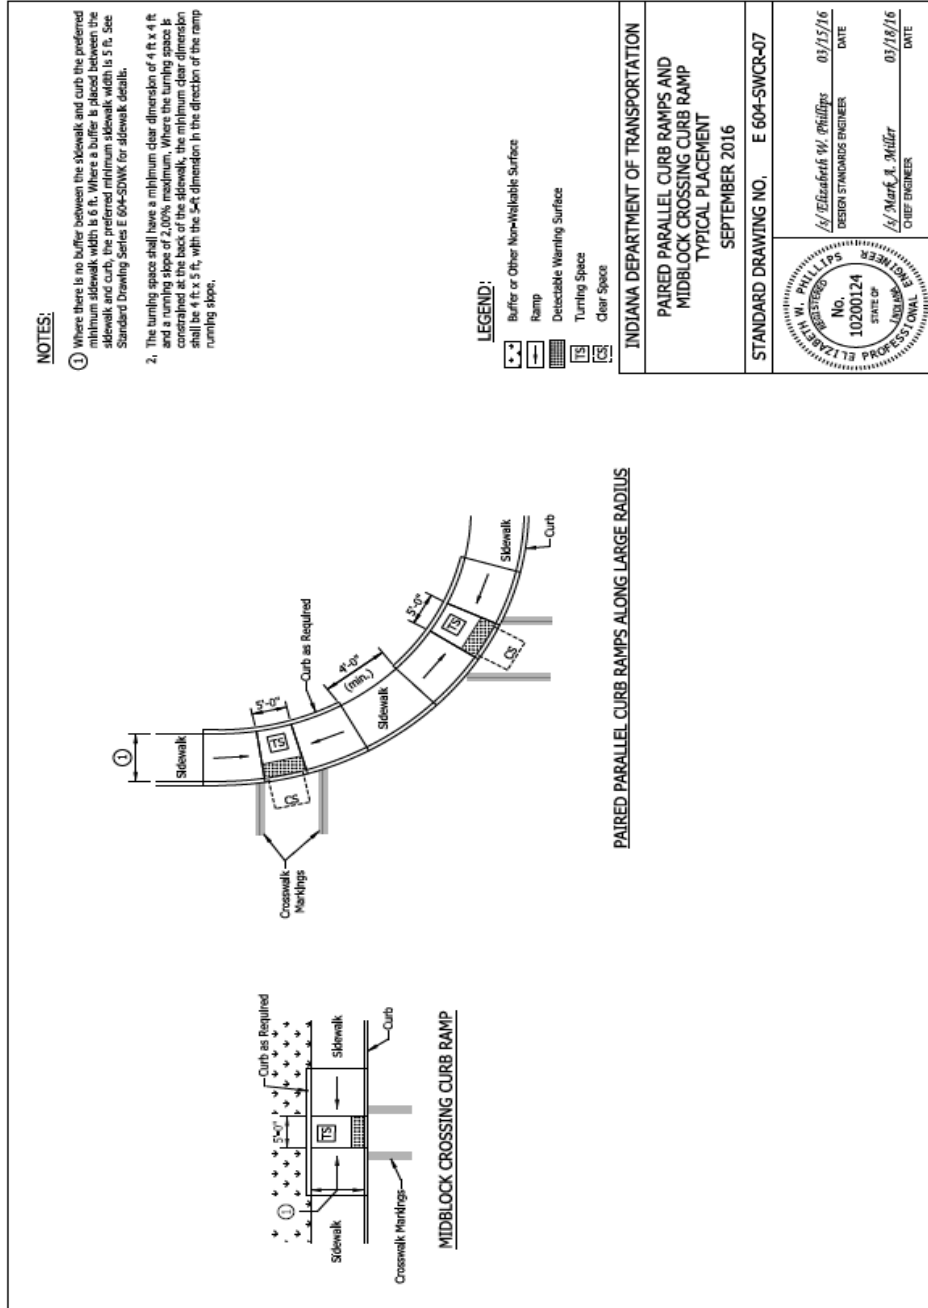 NOTES:
① Where there is no buffer between the sidewalk and curb the preferred
minimum sidewalk width is 6 ft. Where a buffer is placed between the
sidewalk and curb, the preferred minimum sidewalk width is 5 ft. See
Standard Drawing Series E 604-SDWK for sidewalk details.
2. The turning space shall have a minimum clear dimension of 4 ft x 4 ft
and a running slope of 2.00% maximum. Where the turning space is
constrained at the back of the sidewalk, the minimum clear dimension
shall be 4 ft x 5 ft, with the 5-ft dimension in the direction of the ramp
running slope.
①
Sidewalk
5'-0"
TS
CS
Curb as Required
4'-0"
(min.)
Sidewalk
Crosswalk
Markings
5'-0"
TS
CS
Sidewalk
Curb
PAIRED PARALLEL CURB RAMPS ALONG LARGE RADIUS
Curb as Required
5'-0"
①
TS
Sidewalk
Sidewalk
Curb
Crosswalk Markings
MIDBLOCK CROSSING CURB RAMP
LEGEND:
Buffer or Other Non-Walkable Surface
Ramp
Detectable Warning Surface
TS Turning Space
CS Clear Space
INDIANA DEPARTMENT OF TRANSPORTATION
PAIRED PARALLEL CURB RAMPS AND
MIDBLOCK CROSSING CURB RAMP
TYPICAL PLACEMENT
SEPTEMBER 2016
STANDARD DRAWING NO. E 604-SWCR-07
ELIZABETH W. PHILLIPS
REGISTERED
No.
10200124
STATE OF
INDIANA
PROFESSIONAL ENGINEER
/s/ Elizabeth W. Phillips 03/15/16
DESIGN STANDARDS ENGINEER DATE
/s/ Mark A. Miller 03/18/16
CHIEF ENGINEER DATE